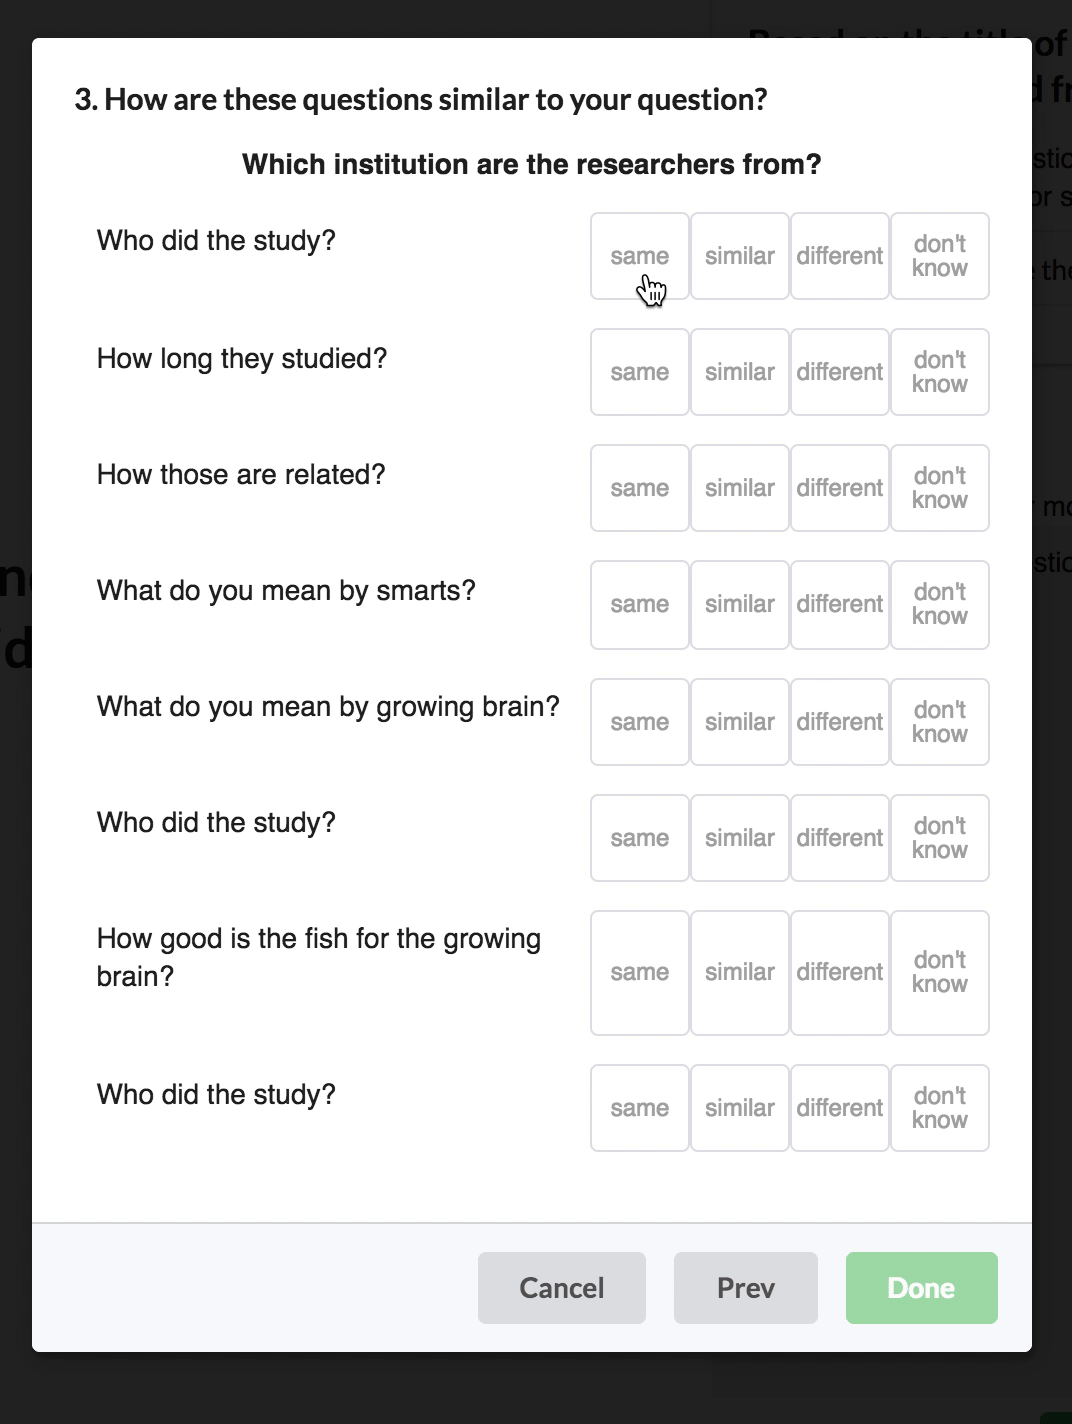 3. How are these questions similar to your question?
Which institution are the researchers from?
Who did the study?
same similar different don't know
How long they studied?
same similar different don't know
How those are related?
same similar different don't know
What do you mean by smarts?
same similar different don't know
What do you mean by growing brain?
same similar different don't know
Who did the study?
same similar different don't know
How good is the fish for the growing
brain?
same similar different don't know
Who did the study?
same similar different don't know
Cancel Prev Done